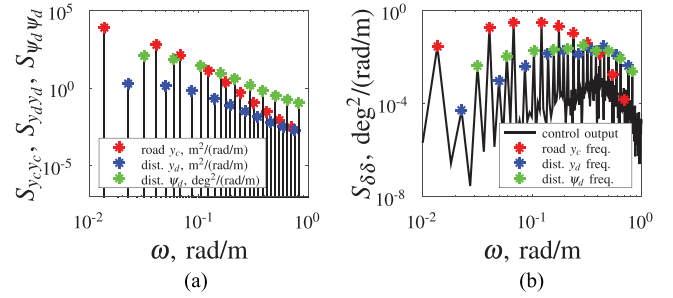 S_{y_c y_c}, S_{y_d y_d}, S_{ψ_d ψ_d}
10^5
10^0
10^{-5}
road y_c, m^2/(rad/m)
dist. y_d, m^2/(rad/m)
dist. ψ_d, deg^2/(rad/m)
10^{-2}
10^{-1}
10^0
ω, rad/m
(a)
S_{δδ}, deg^2/(rad/m)
10^0
10^{-4}
10^{-8}
control output
road y_c freq.
dist. y_d freq.
dist. ψ_d freq.
10^{-2}
10^{-1}
10^0
ω, rad/m
(b)